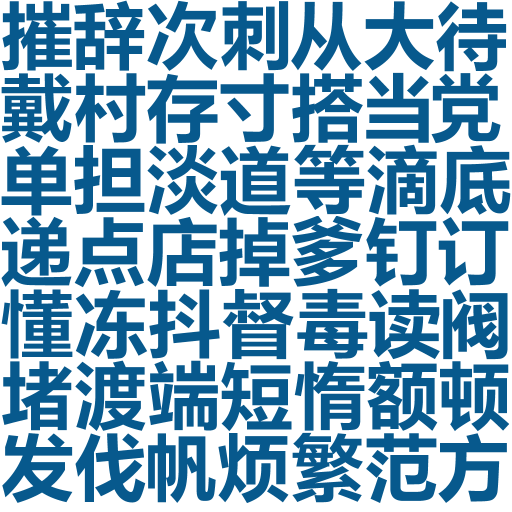 摧辞次刺从大待
戴村存寸搭当党
单担淡道等滴底
递点店掉爹钉订
懂冻抖督毒读阀
堵渡端短惰额顿
发伐帆烦繁范方